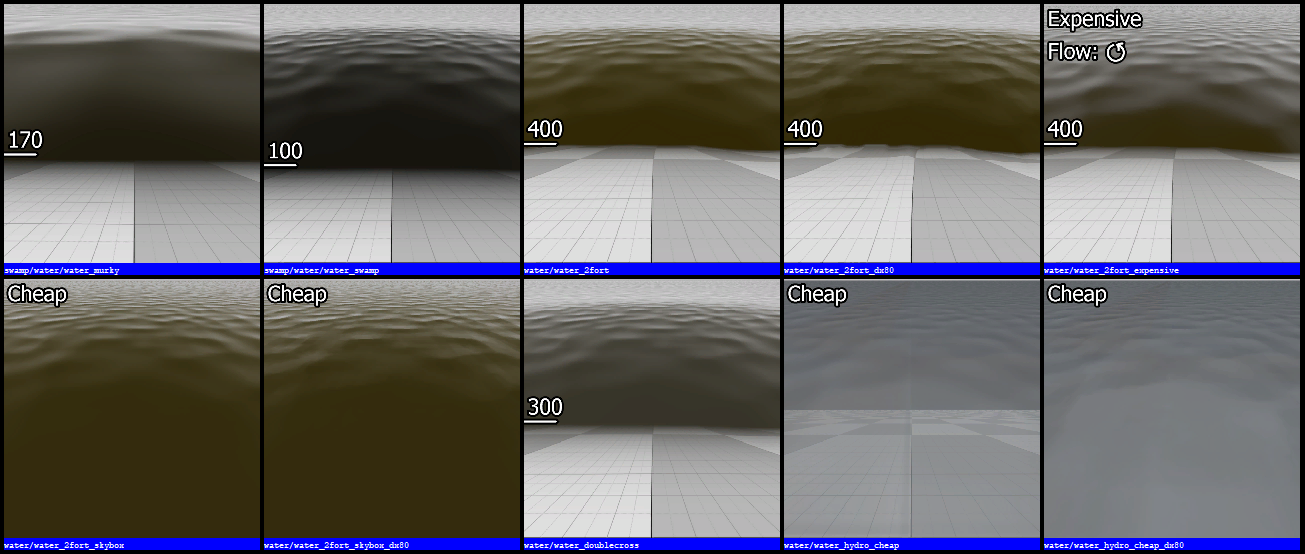 170
swamp/water/water_murky
100
swamp/water/water_swamp
400
water/water_2fort
400
water/water_2fort_dx80
Expensive
Flow:
400
water/water_2fort_expensive
Cheap
water/water_2fort_skybox
Cheap
water/water_2fort_skybox_dx80
300
water/water_doublecross
Cheap
water/water_hydro_cheap
Cheap
water/water_hydro_cheap_dx80